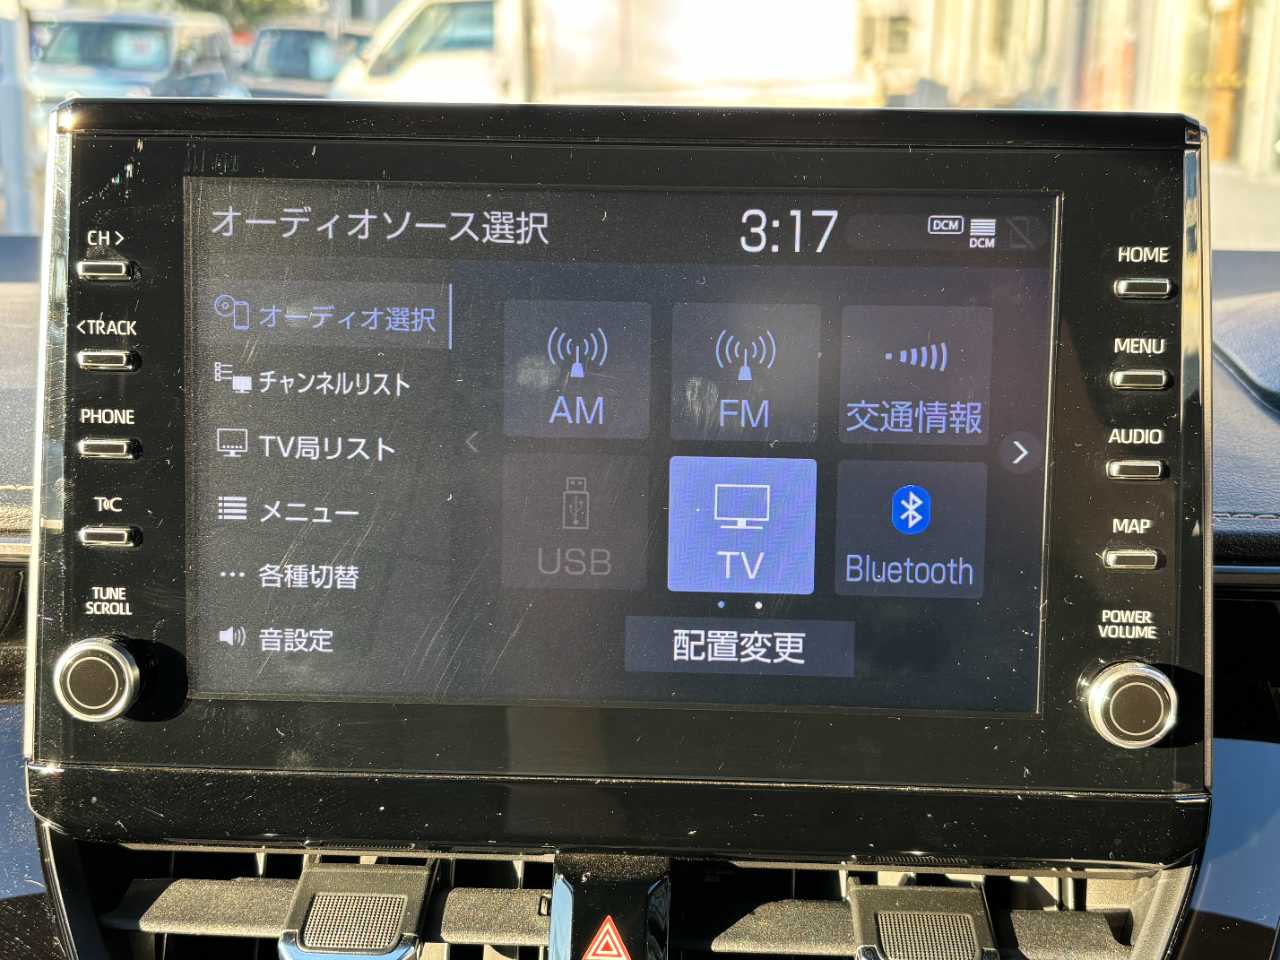 オーディオソース選択
3:17
DCM
DCM
CH >
<TRACK
PHONE
T&C
TUNE
SCROLL
オーディオ選択
チャンネルリスト
TV局リスト
メニュー
… 各種切替
音設定
AM
FM
交通情報
USB
TV
Bluetooth
配置変更
HOME
MENU
AUDIO
MAP
POWER
VOLUME